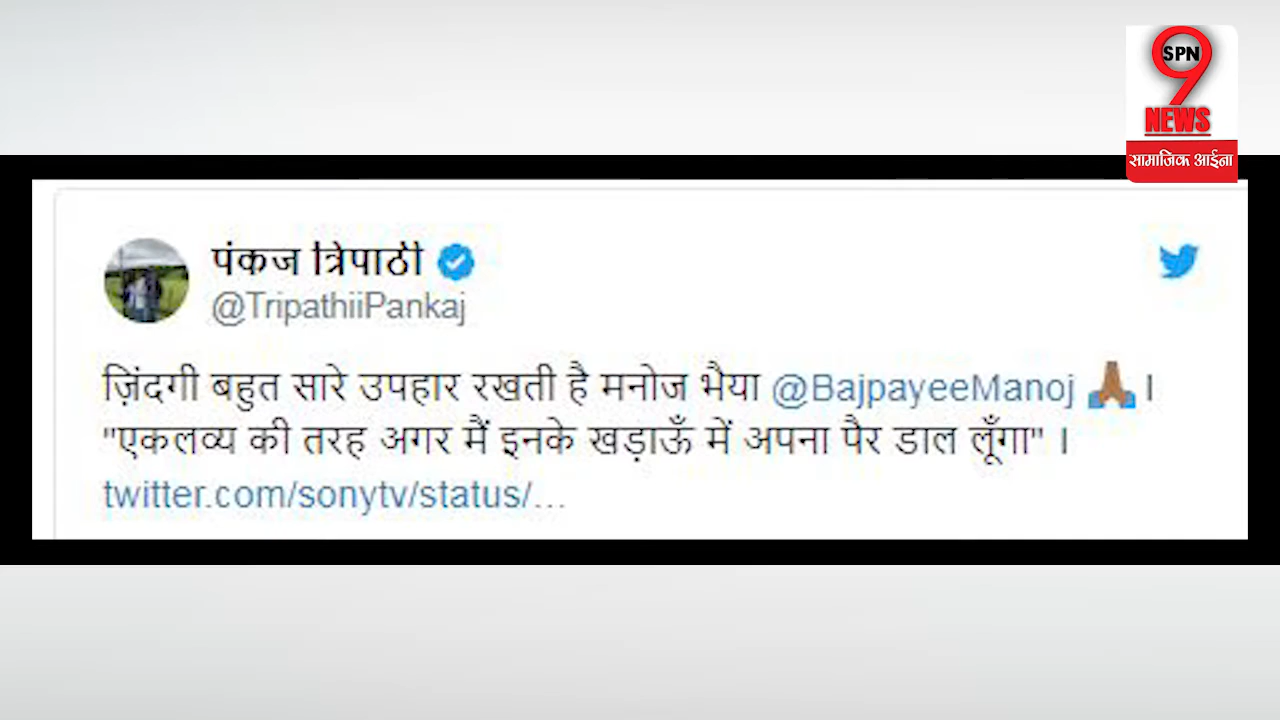 SPN
9
NEWS
सामाजिक आईना
पंकज त्रिपाठी
@TripathiiPankaj
ज़िंदगी बहुत सारे उपहार रखती है मनोज भैया @BajpayeeManoj 🙏🏾।
"एकलव्य की तरह अगर मैं इनके खड़ाऊँ में अपना पैर डाल लूँगा" ।
twitter.com/sonytv/status/...